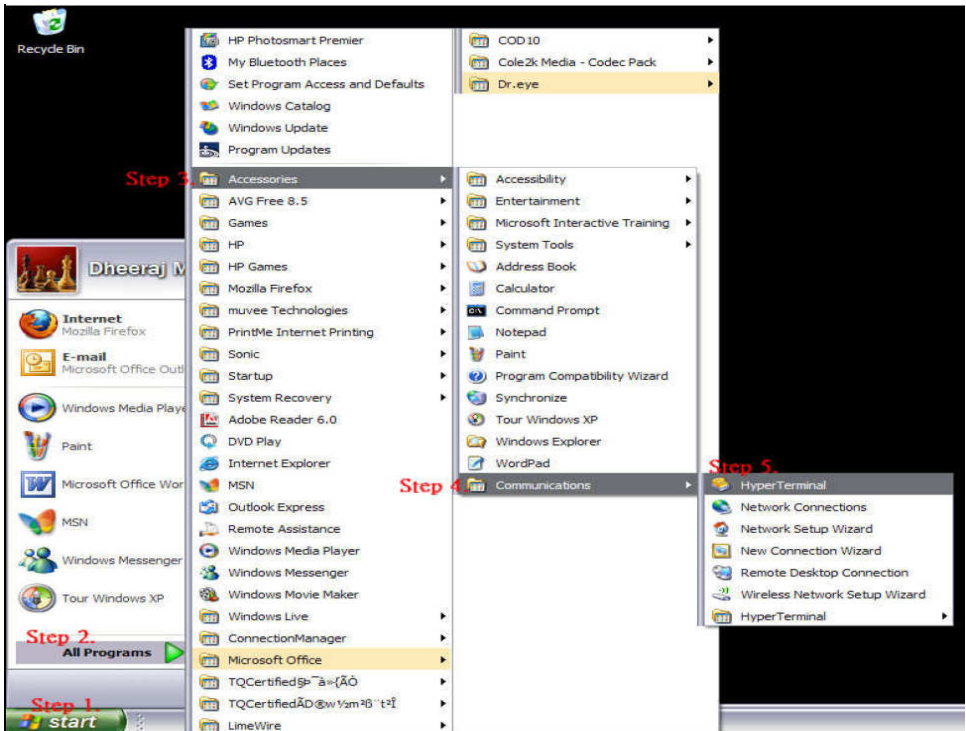 Recycle Bin
HP Photosmart Premier
My Bluetooth Places
Set Program Access and Defaults
Windows Catalog
Windows Update
Program Updates
Step 3.
Accessories
AVG Free 8.5
Games
HP
HP Games
Mozilla Firefox
muvee Technologies
PrintMe Internet Printing
Sonic
Startup
System Recovery
Adobe Reader 6.0
DVD Play
Internet Explorer
MSN
Outlook Express
Remote Assistance
Windows Media Player
Windows Messenger
Windows Movie Maker
Windows Live
ConnectionManager
Microsoft Office
LimeWire
COD10
Cole2k Media - Codec Pack
Dr.eye
Accessibility
Entertainment
Microsoft Interactive Training
System Tools
Address Book
Calculator
Command Prompt
Notepad
Paint
Program Compatibility Wizard
Synchronize
Tour Windows XP
Windows Explorer
WordPad
Step 4.
Communications
Step 5.
HyperTerminal
Network Connections
Network Setup Wizard
New Connection Wizard
Remote Desktop Connection
Wireless Network Setup Wizard
HyperTerminal
Dheeraj M
Internet
Mozilla Firefox
E-mail
Microsoft Office Outl
Windows Media Playe
Paint
Microsoft Office Wor
MSN
Windows Messenger
Tour Windows XP
Step 2.
All Programs
Step 1.
start